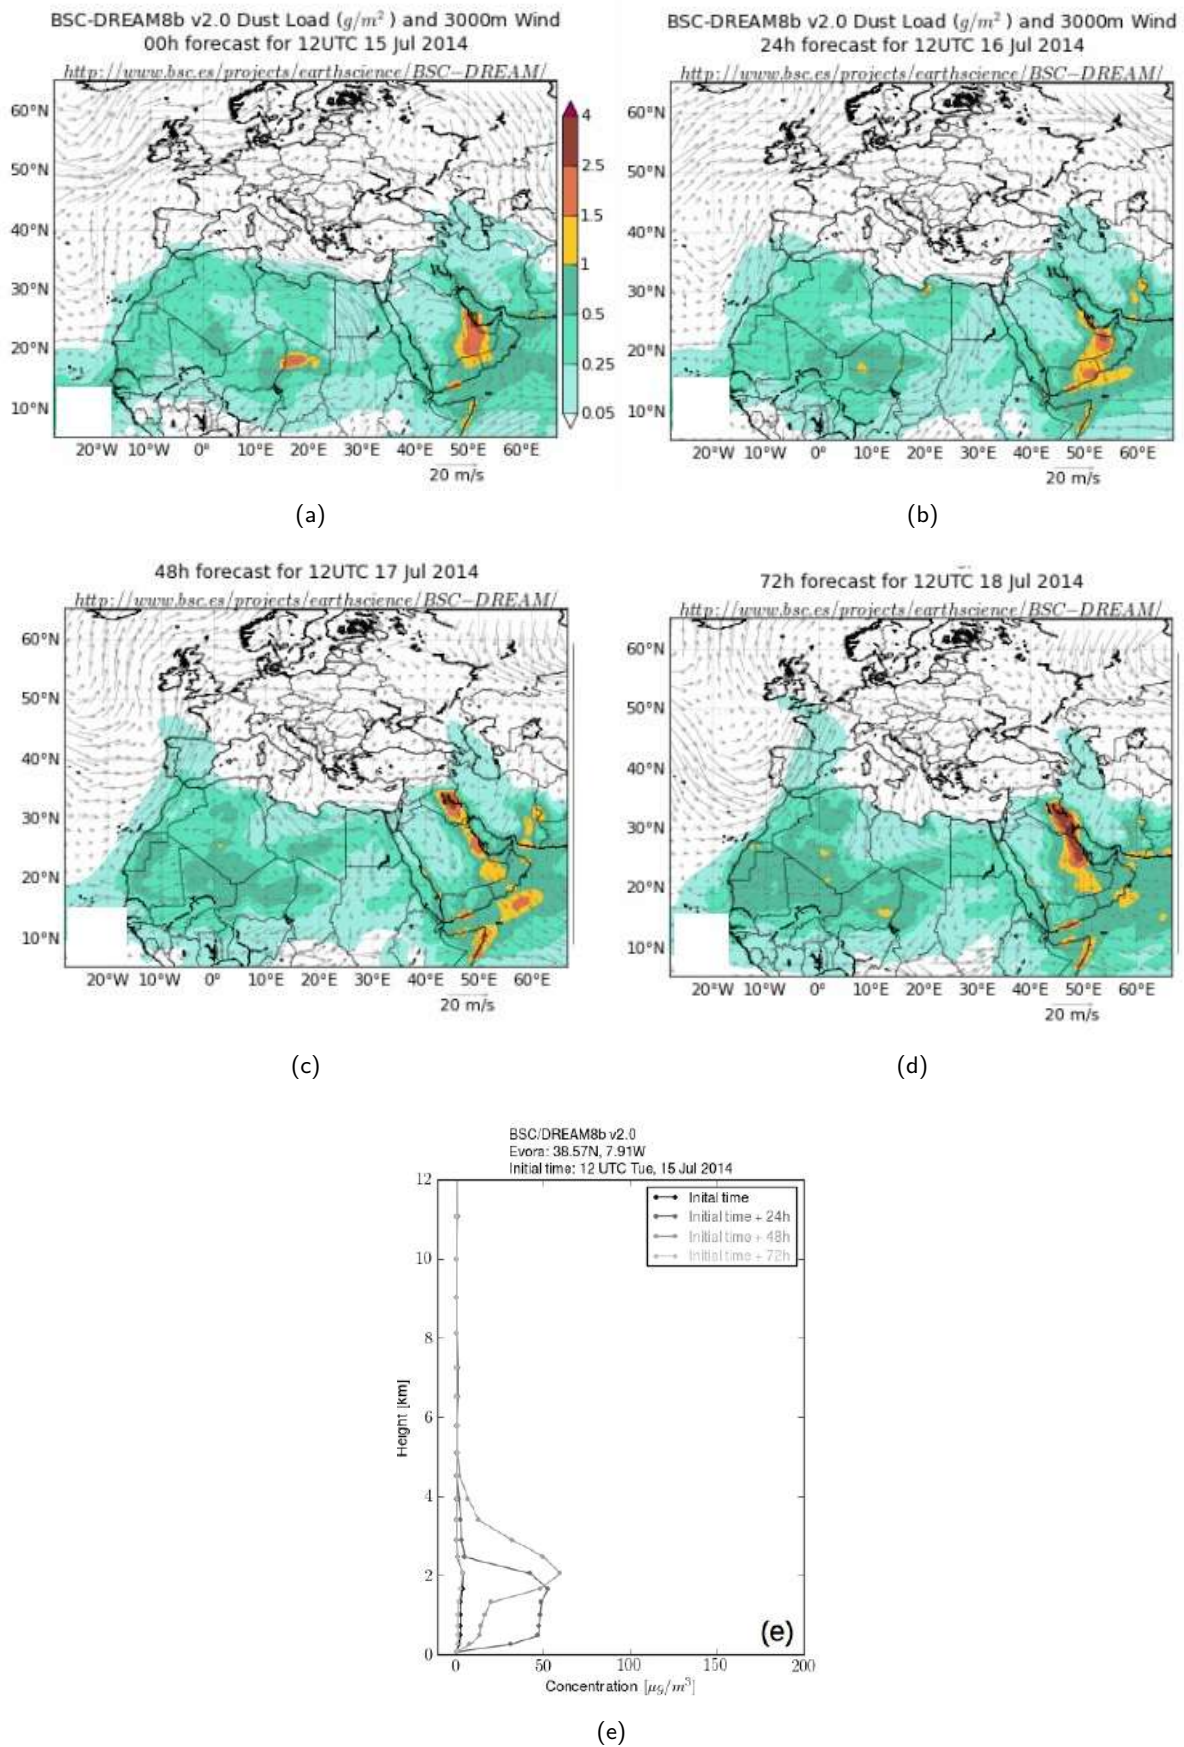 BSC-DREAM8b v2.0 Dust Load (g/m²) and 3000m Wind
00h forecast for 12UTC 15 Jul 2014
http://www.bsc.es/projects/earthscience/BSC−DREAM/
60°N
50°N
40°N
30°N
20°N
10°N
20°W 10°W 0° 10°E 20°E 30°E 40°E 50°E 60°E
20 m/s
4
2.5
1.5
1
0.5
0.25
0.05
(a)
BSC-DREAM8b v2.0 Dust Load (g/m²) and 3000m Wind
24h forecast for 12UTC 16 Jul 2014
http://www.bsc.es/projects/earthscience/BSC−DREAM/
60°N
50°N
40°N
30°N
20°N
10°N
20°W 10°W 0° 10°E 20°E 30°E 40°E 50°E 60°E
20 m/s
(b)
48h forecast for 12UTC 17 Jul 2014
http://www.bsc.es/projects/earthscience/BSC−DREAM/
60°N
50°N
40°N
30°N
20°N
10°N
20°W 10°W 0° 10°E 20°E 30°E 40°E 50°E 60°E
20 m/s
(c)
72h forecast for 12UTC 18 Jul 2014
http://www.bsc.es/projects/earthscience/BSC−DREAM/
60°N
50°N
40°N
30°N
20°N
10°N
20°W 10°W 0° 10°E 20°E 30°E 40°E 50°E 60°E
20 m/s
(d)
BSC/DREAM8b v2.0
Evora: 38.57N, 7.91W
Initial time: 12 UTC Tue, 15 Jul 2014
Inital time
Initial time + 24h
Initial time + 48h
Initial time + 72h
12
10
8
6
4
2
0
Height [km]
0 50 100 150 200
Concentration [μg/m³]
(e)
(e)